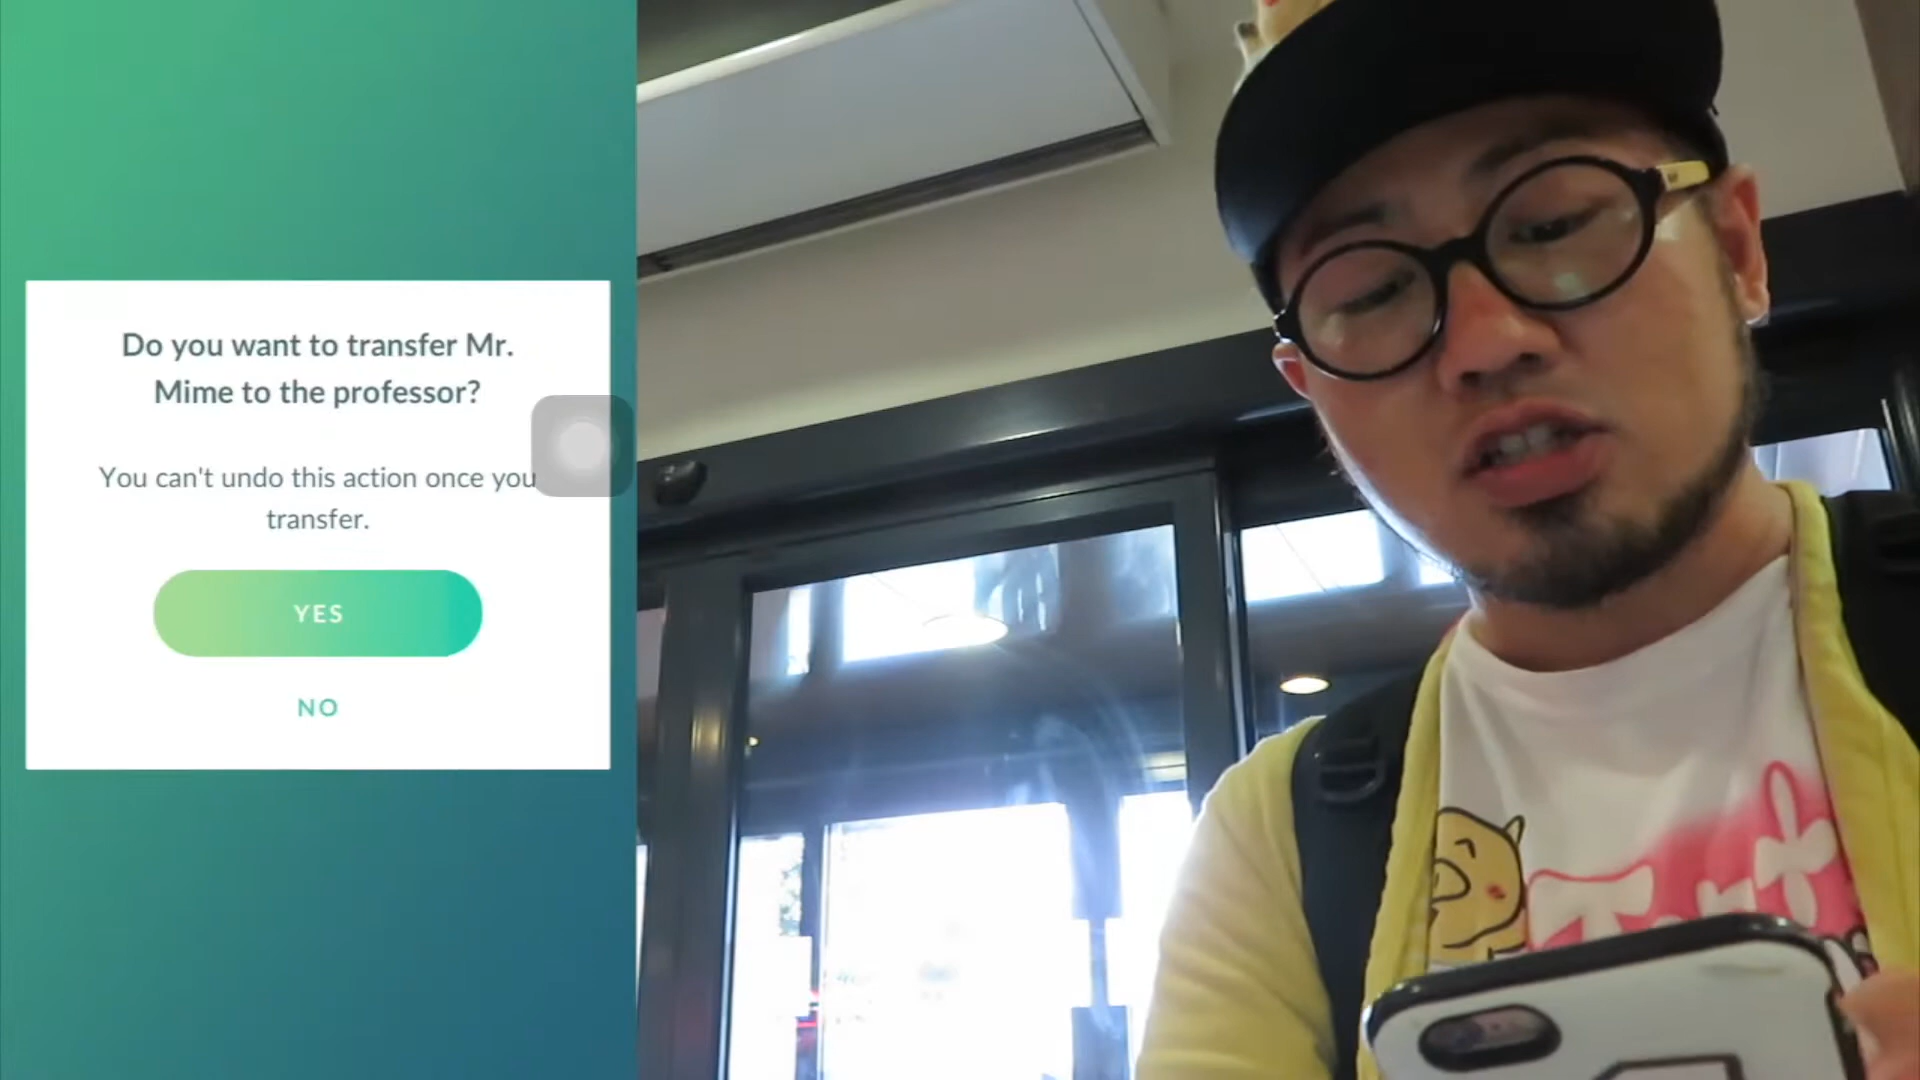 Do you want to transfer Mr.
Mime to the professor?
You can't undo this action once you
transfer.
YES
NO